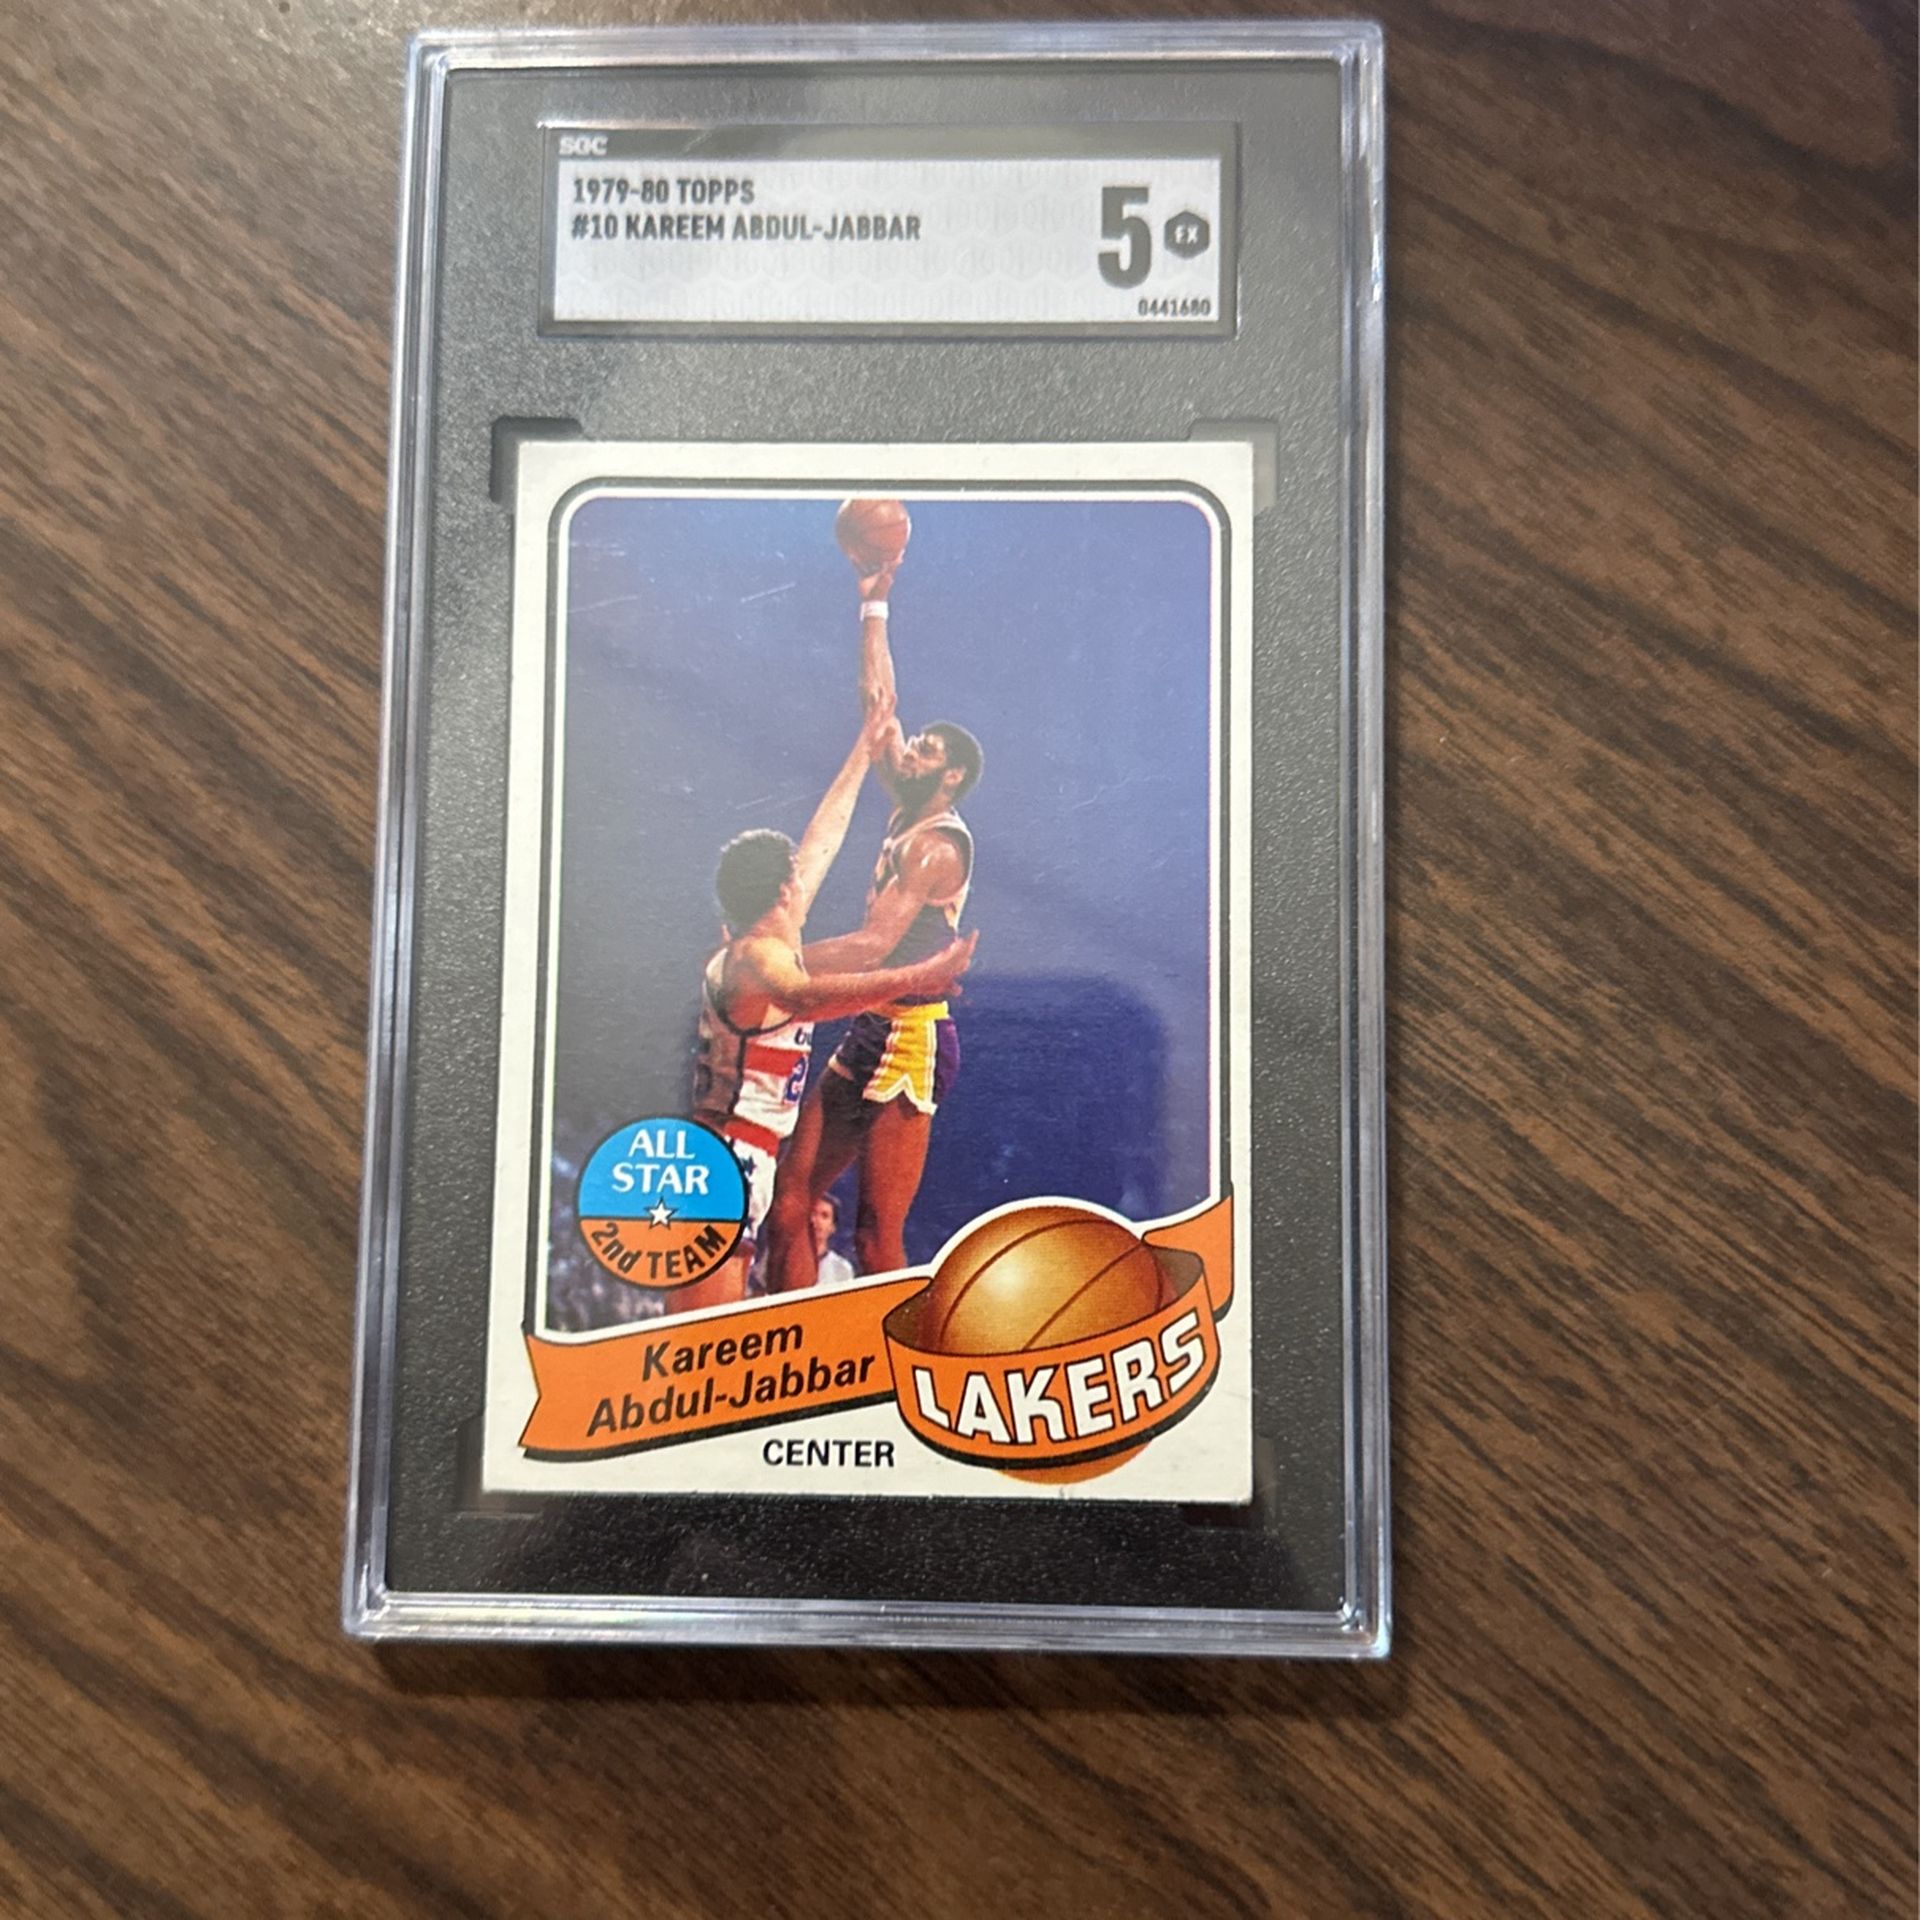 SGC
1979-80 TOPPS
#10 KAREEM ABDUL-JABBAR
5 EX
0441680
ALL
STAR
2nd TEAM
Kareem
Abdul-Jabbar
LAKERS
CENTER